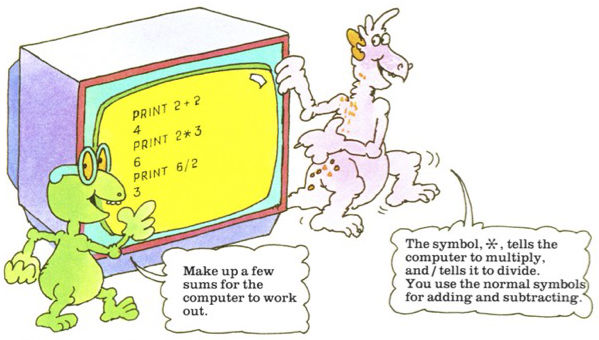 PRINT 2+2
4
PRINT 2*3
6
PRINT 6/2
3
Make up a few
sums for the
computer to work
out.
The symbol, *, tells the
computer to multiply,
and / tells it to divide.
You use the normal symbols
for adding and subtracting.